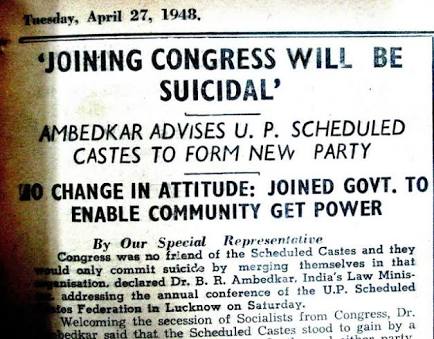 Tuesday, April 27, 1948.
'JOINING CONGRESS WILL BE
SUICIDAL'
AMBEDKAR ADVISES U. P. SCHEDULED
CASTES TO FORM NEW PARTY
NO CHANGE IN ATTITUDE: JOINED GOVT. TO
ENABLE COMMUNITY GET POWER
By Our Special Representative
Congress was no friend of the Scheduled Castes and they
would only commit suicide by merging themselves in that
organisation, declared Dr. B. R. Ambedkar, India's Law Minis-
addressing the annual conference of the U.P. Scheduled
Federation in Lucknow on Saturday.
Welcoming the secession of Socialists from Congress, Dr.
Ambedkar said that the Scheduled Castes stood to gain by a